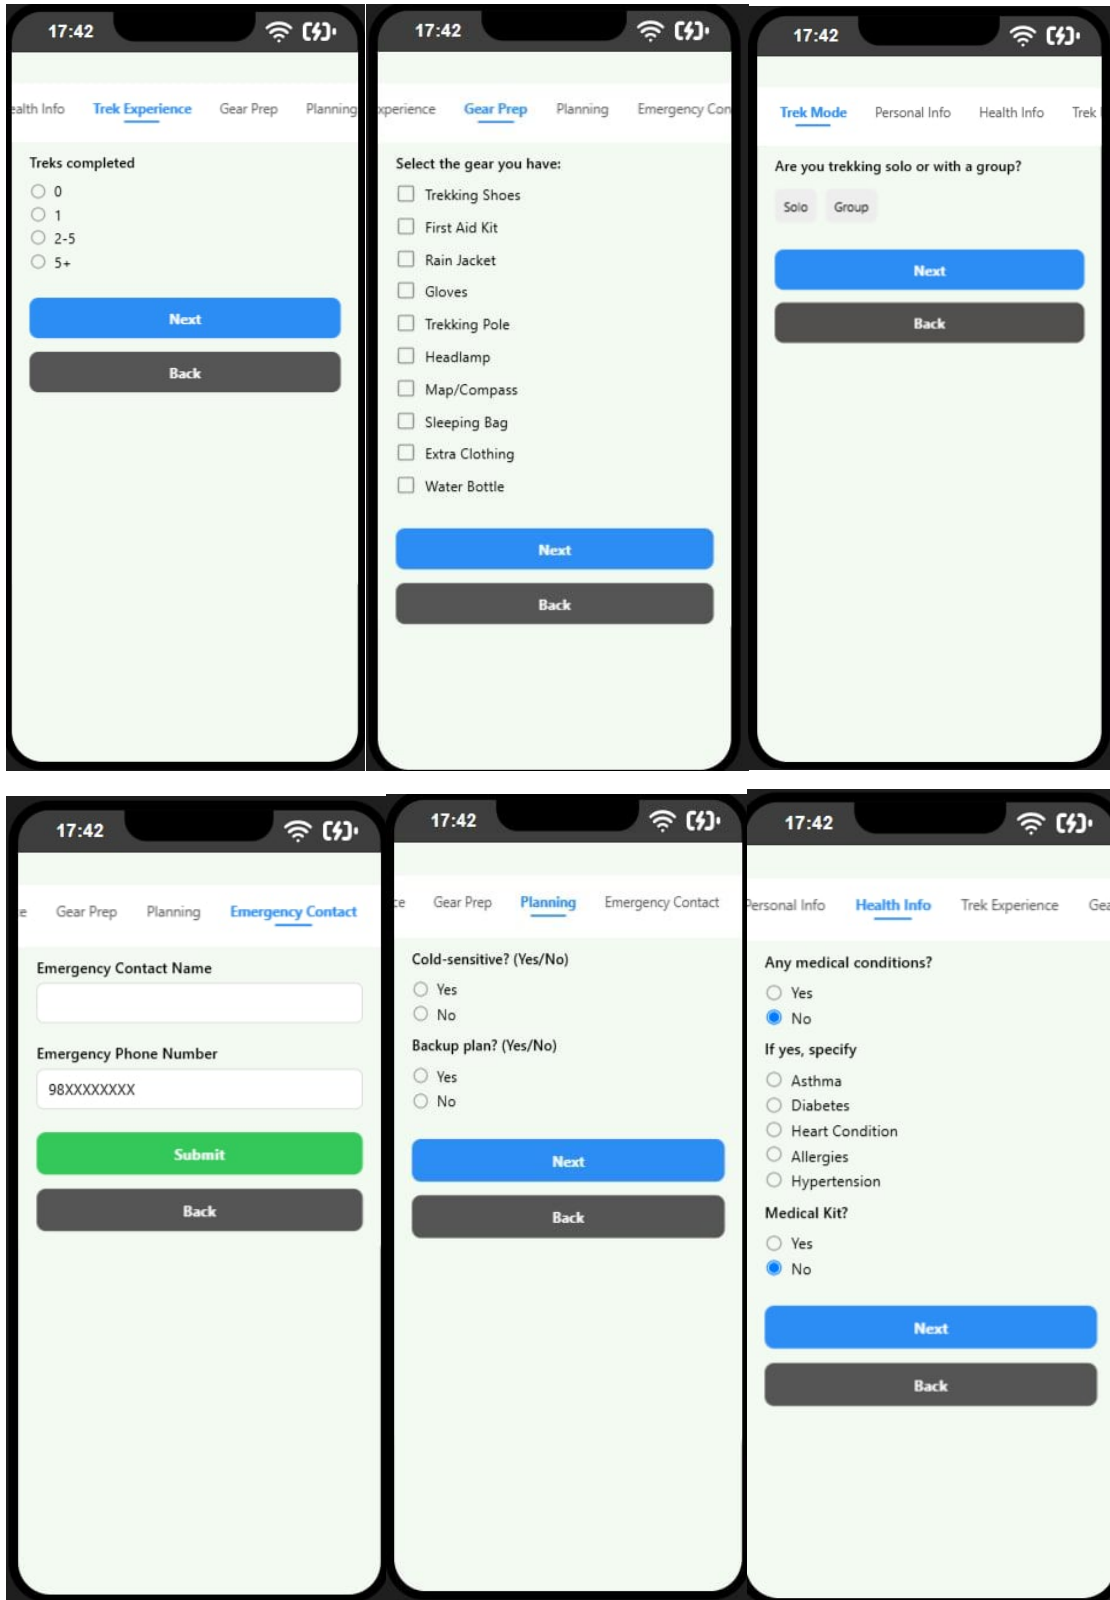 17:42
ealth Info Trek Experience Gear Prep Planning
Treks completed
0
1
2-5
5+
Next
Back
17:42
xperience Gear Prep Planning Emergency Con
Select the gear you have:
Trekking Shoes
First Aid Kit
Rain Jacket
Gloves
Trekking Pole
Headlamp
Map/Compass
Sleeping Bag
Extra Clothing
Water Bottle
Next
Back
17:42
Trek Mode Personal Info Health Info Trek
Are you trekking solo or with a group?
Solo Group
Next
Back
17:42
ce Gear Prep Planning Emergency Contact
Emergency Contact Name
Emergency Phone Number
98XXXXXXXX
Submit
Back
17:42
ce Gear Prep Planning Emergency Contact
Cold-sensitive? (Yes/No)
Yes
No
Backup plan? (Yes/No)
Yes
No
Next
Back
17:42
Personal Info Health Info Trek Experience Gea
Any medical conditions?
Yes
No
If yes, specify
Asthma
Diabetes
Heart Condition
Allergies
Hypertension
Medical Kit?
Yes
No
Next
Back